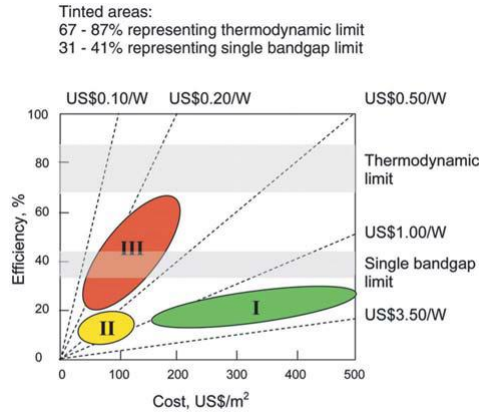 Tinted areas:
67 - 87% representing thermodynamic limit
31 - 41% representing single bandgap limit
US$0.10/W US$0.20/W US$0.50/W
100
80
60
40
20
0
Efficiency, %
Thermodynamic
limit
US$1.00/W
Single bandgap
limit
US$3.50/W
III
II
I
0 100 200 300 400 500
Cost, US$/m²